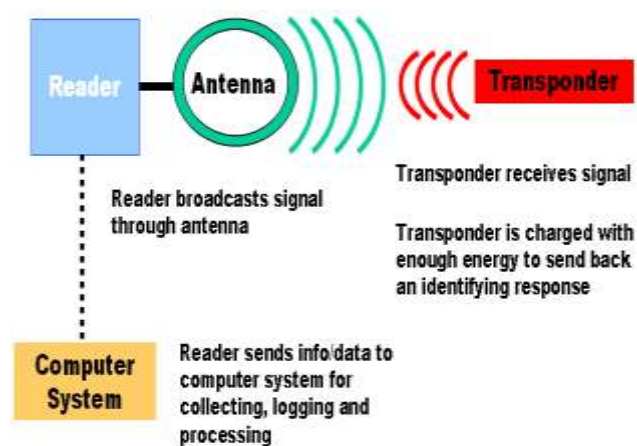 Reader
Antenna
Transponder
Reader broadcasts signal
through antenna
Transponder receives signal
Transponder is charged with
enough energy to send back
an identifying response
Computer
System
Reader sends info/data to
computer system for
collecting, logging and
processing